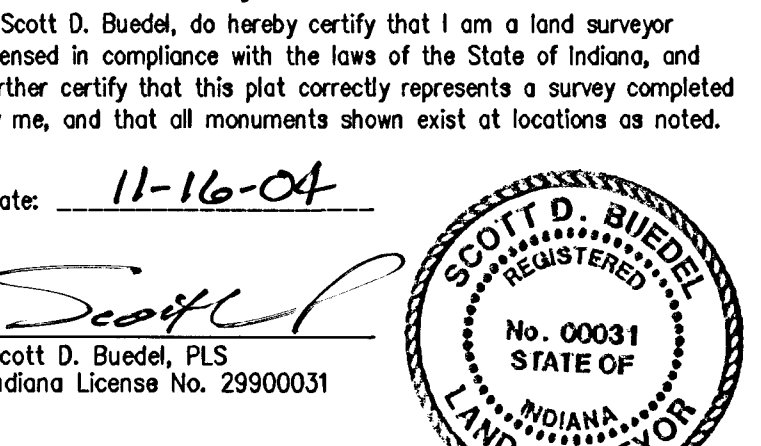 Scott D. Buedel, do hereby certify that I am a land surveyor
ensed in compliance with the laws of the State of Indiana, and
rther certify that this plat correctly represents a survey completed
me, and that all monuments shown exist at locations as noted.
ate: 11-16-04
Scott
cott D. Buedel, PLS
ndiana License No. 29900031
SCOTT D. BUEDEL
REGISTERED
No. 00031
STATE OF
INDIANA